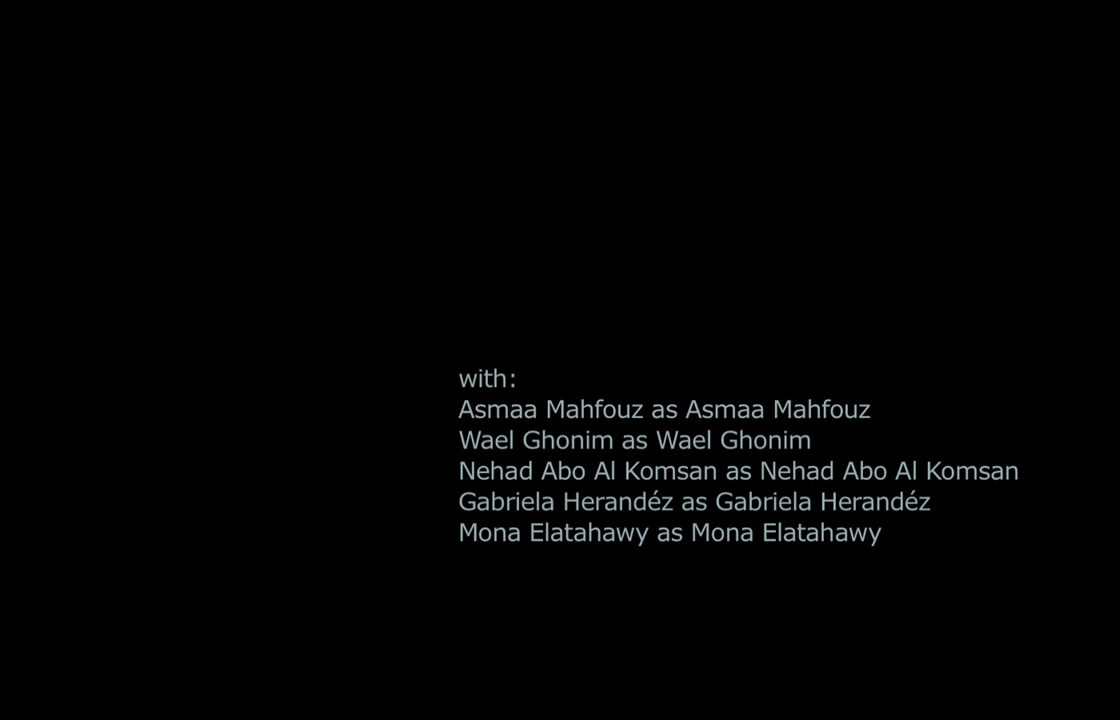 with:
Asmaa Mahfouz as Asmaa Mahfouz
Wael Ghonim as Wael Ghonim
Nehad Abo Al Komsan as Nehad Abo Al Komsan
Gabriela Herandéz as Gabriela Herandéz
Mona Elatahawy as Mona Elatahawy